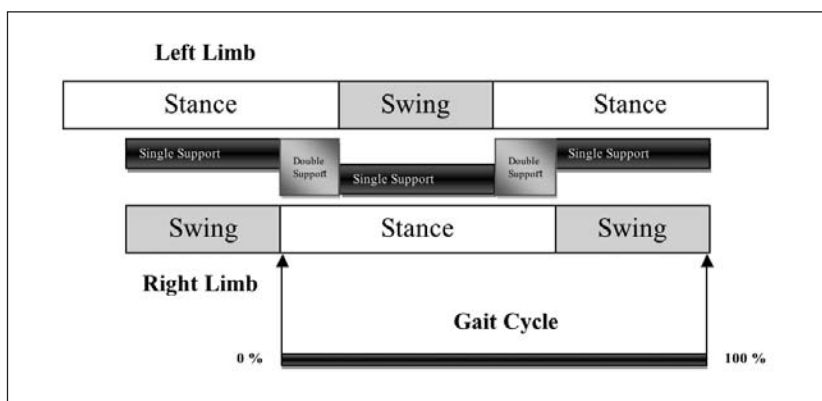 Left Limb
Stance Swing Stance
Single Support Double Support Single Support Double Support Single Support
Swing Stance Swing
Right Limb
Gait Cycle
0 % 100 %